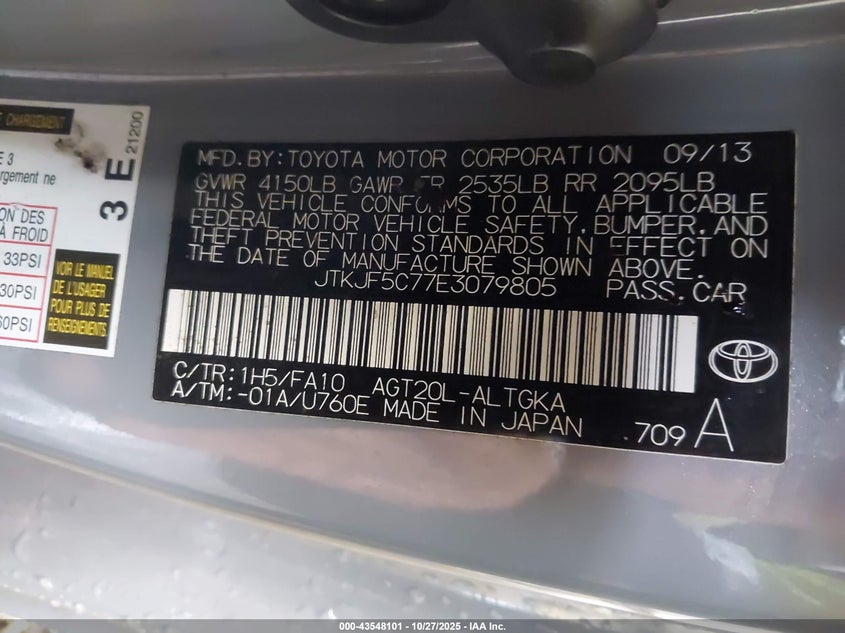 E CHARGEMENT
E 3
argement ne
ON DES
À FROID
33PSI
30PSI
60PSI
3 E
21200
VOIR LE MANUEL
DE L'USAGER
POUR PLUS DE
RENSEIGNEMENTS
MFD. BY: TOYOTA MOTOR CORPORATION 09/13
GVWR 4150LB GAWR FR 2535LB RR 2095LB
THIS VEHICLE CONFORMS TO ALL APPLICABLE
FEDERAL MOTOR VEHICLE SAFETY, BUMPER, AND
THEFT PREVENTION STANDARDS IN EFFECT ON
THE DATE OF MANUFACTURE SHOWN ABOVE.
JTKJF5C77E3079805 PASS. CAR
C/TR: 1H5/FA10 AGT20L-ALTGKA
A/TM: -01A/U760E MADE IN JAPAN
709 A
000-43548101 | 10/27/2025 | IAA Inc.